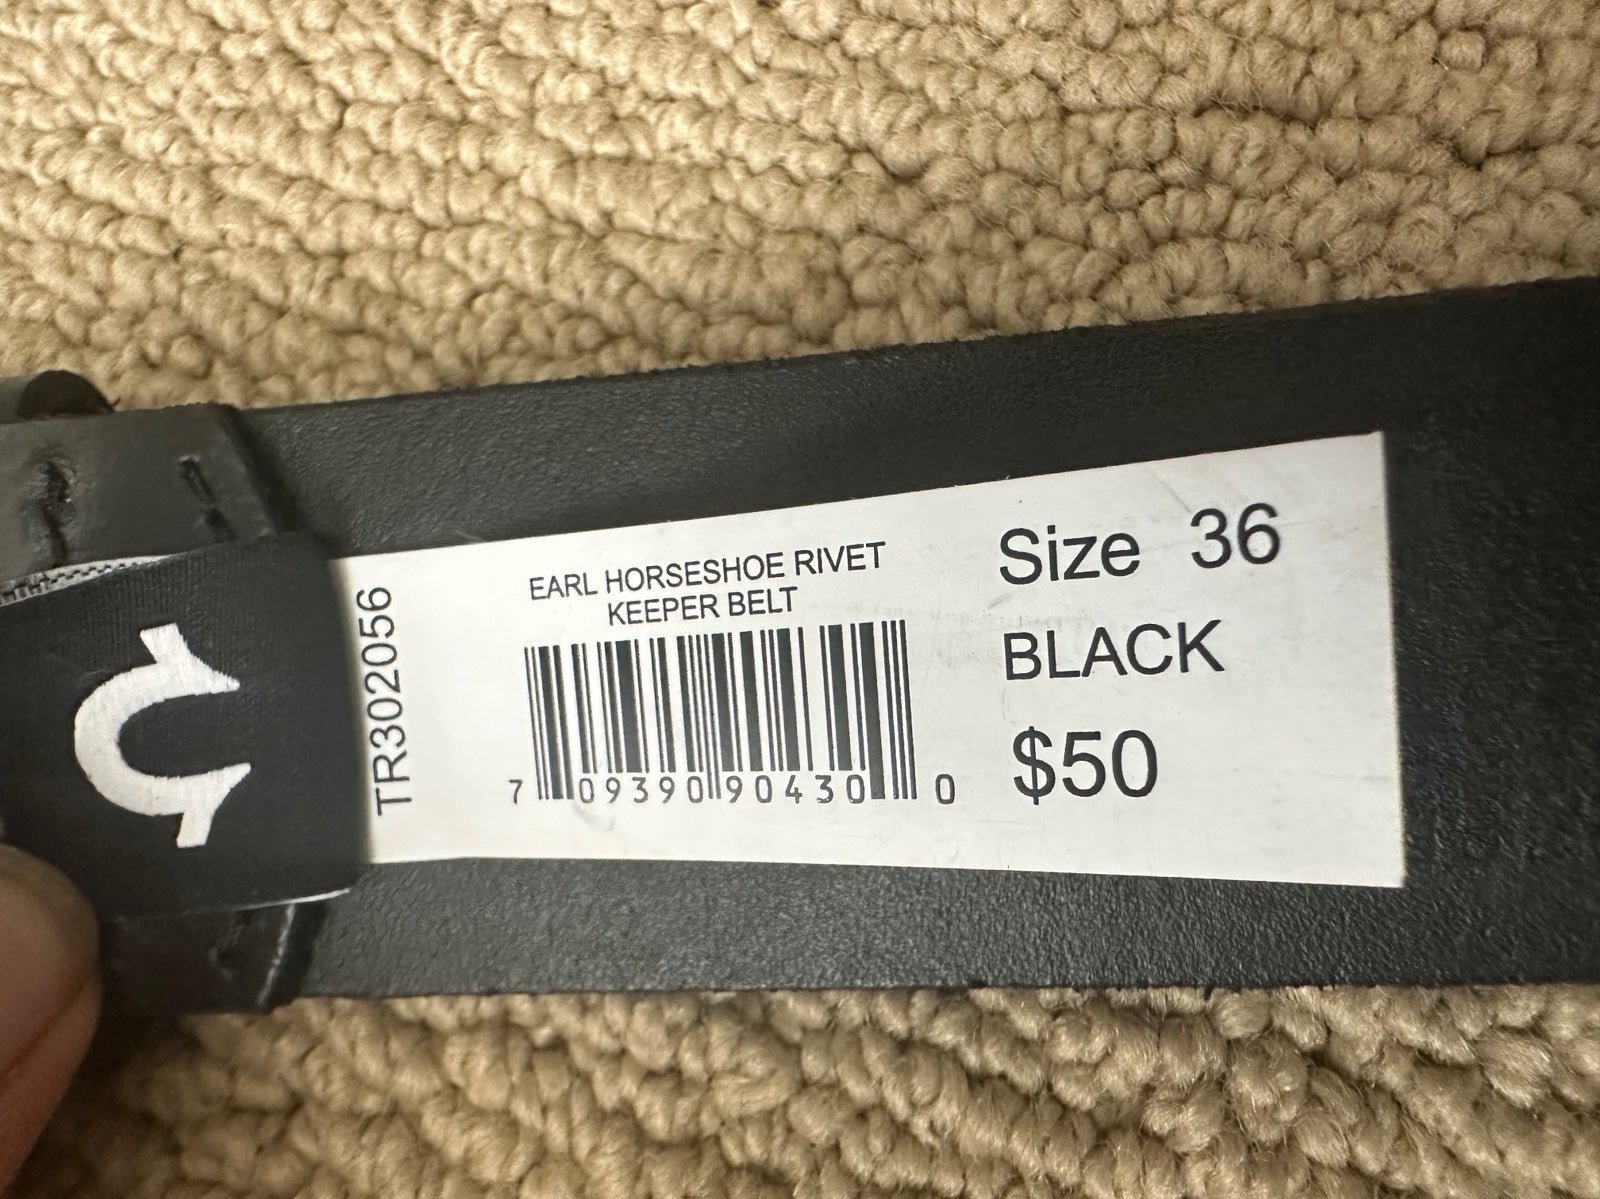 TR302056
EARL HORSESHOE RIVET
KEEPER BELT
7 09390 90430 0
Size 36
BLACK
$50